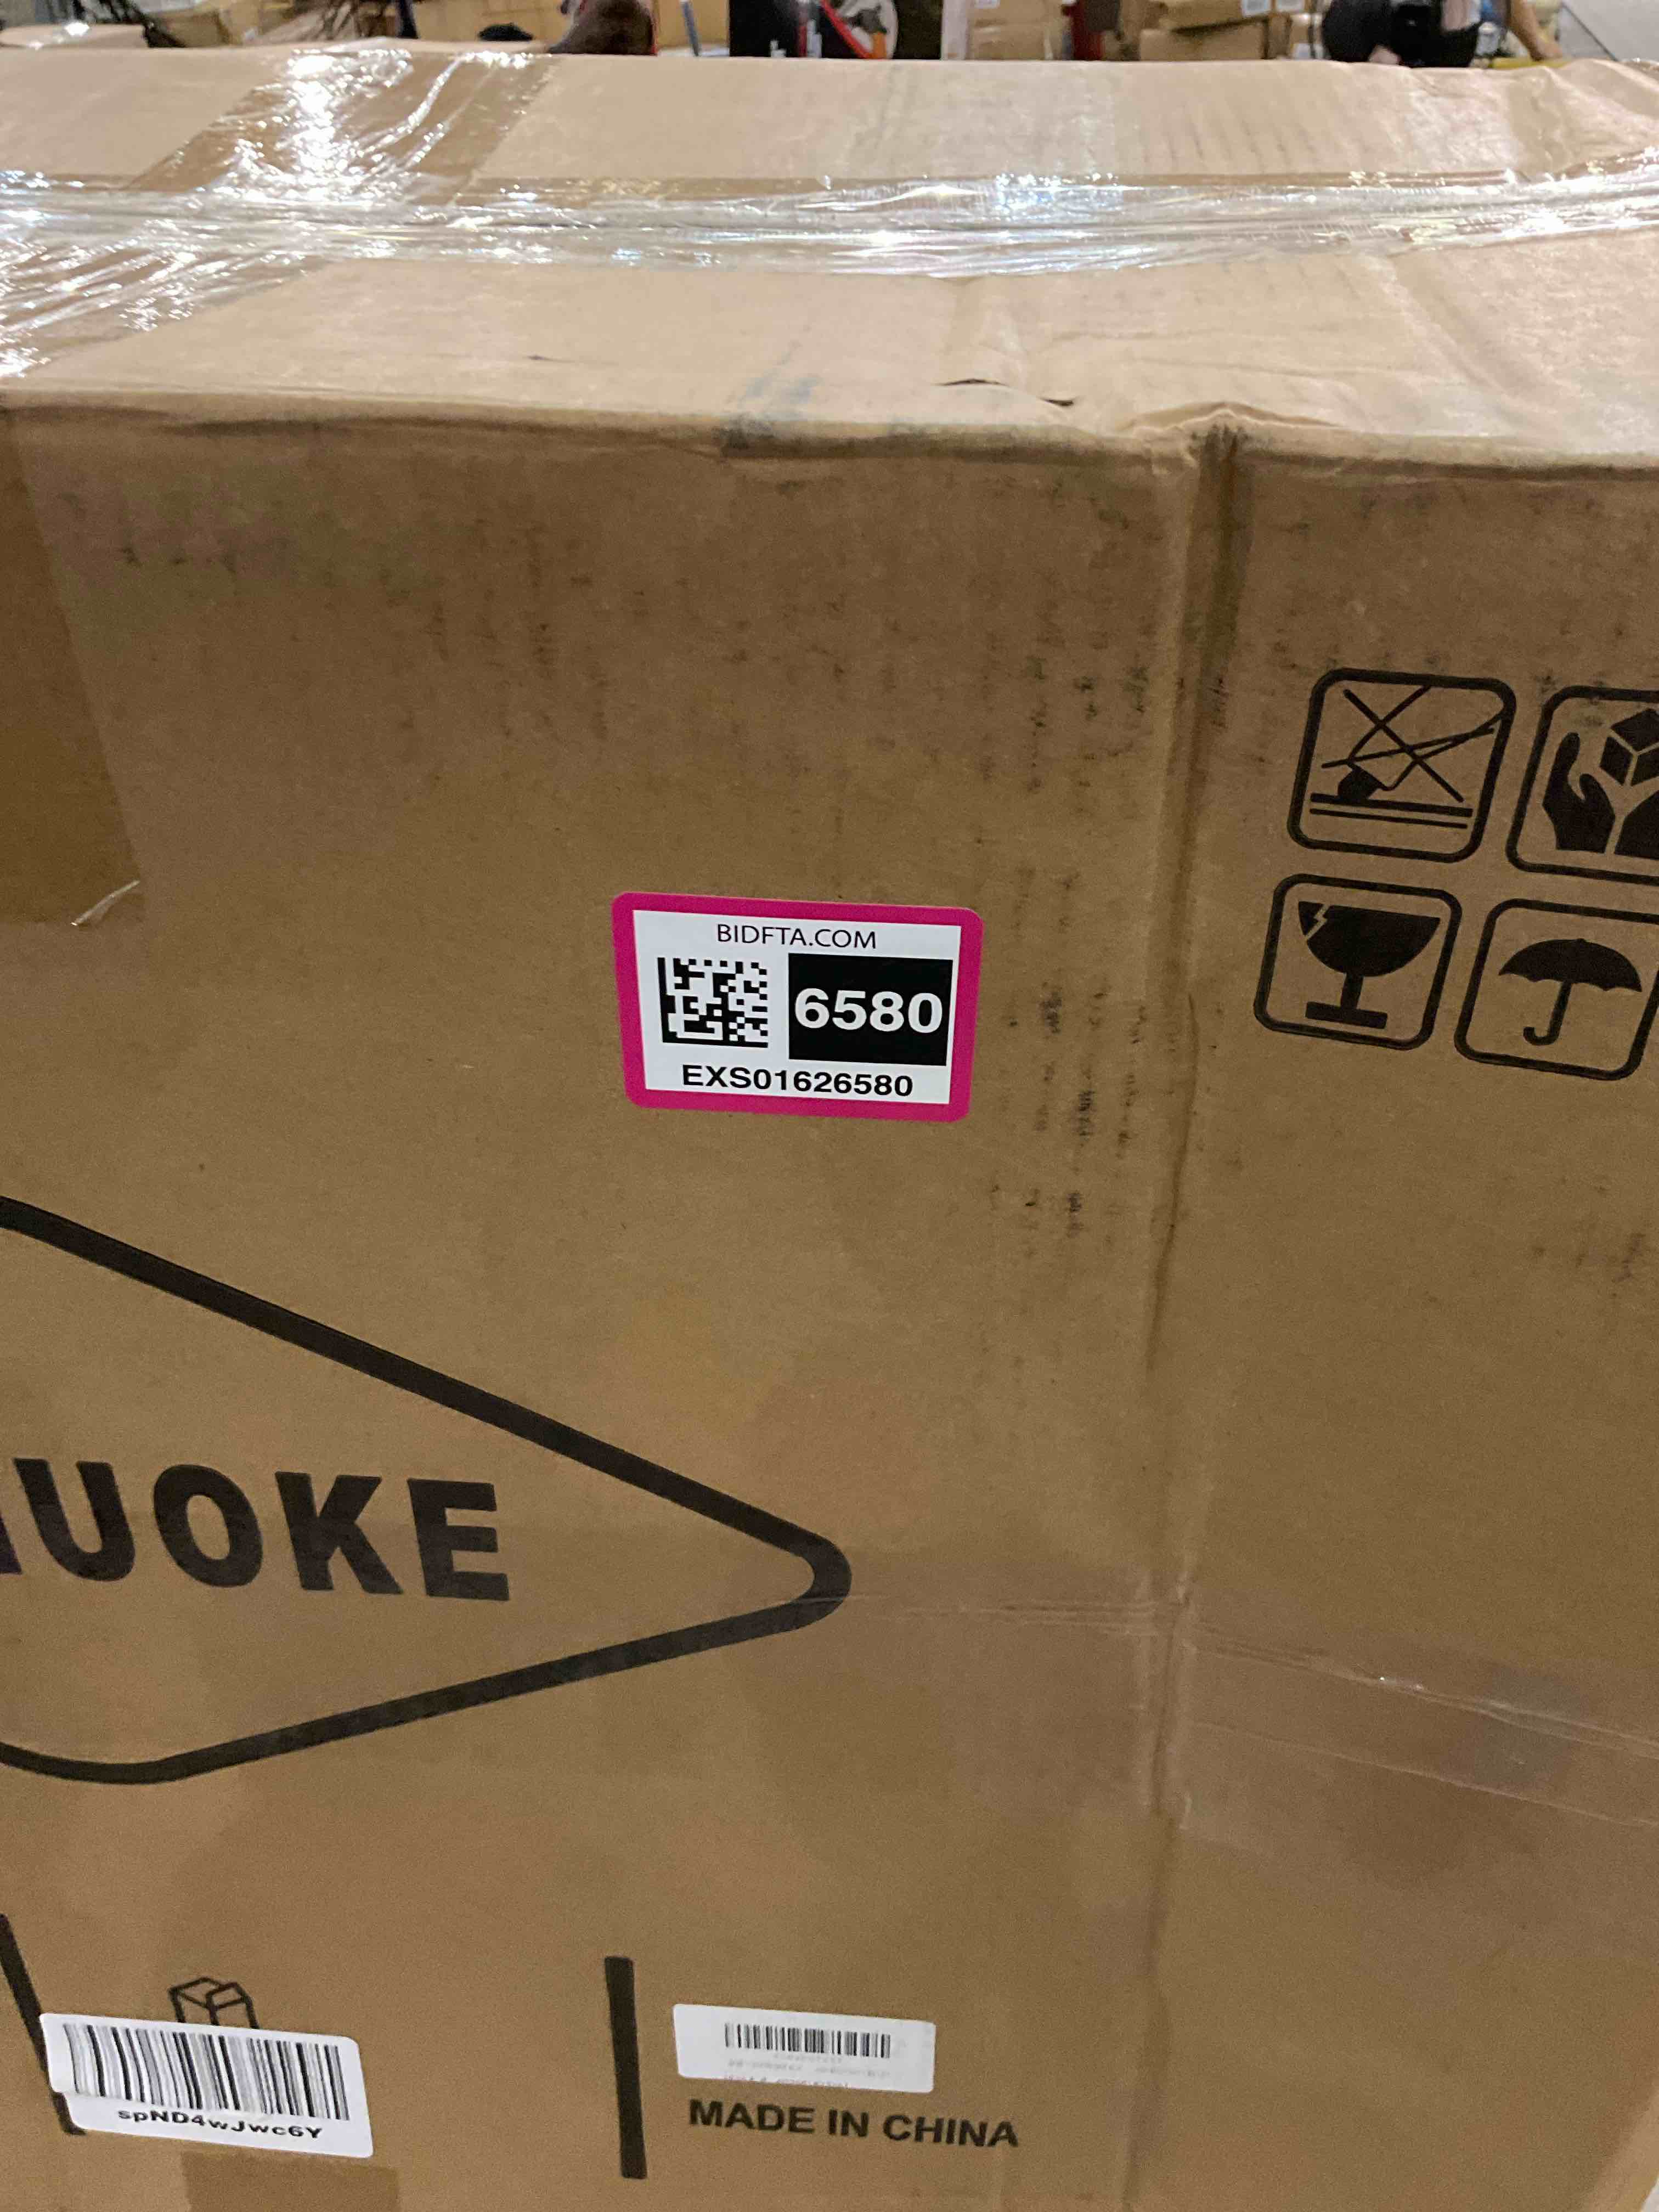 BIDFTA.COM
6580
EXS01626580
UOKE
spND4wJwc6Y
MADE IN CHINA